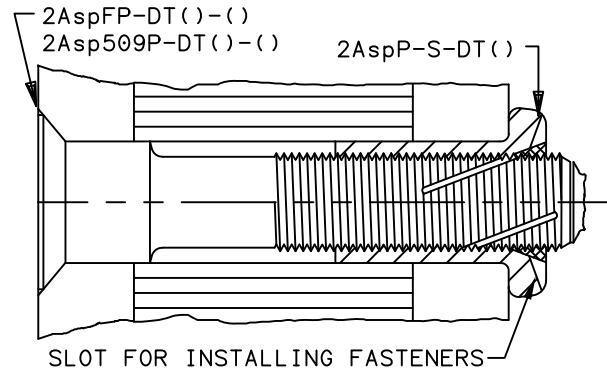 2AspFP-DT()-()
2Asp509P-DT()-()
2AspP-S-DT()
SLOT FOR INSTALLING FASTENERS